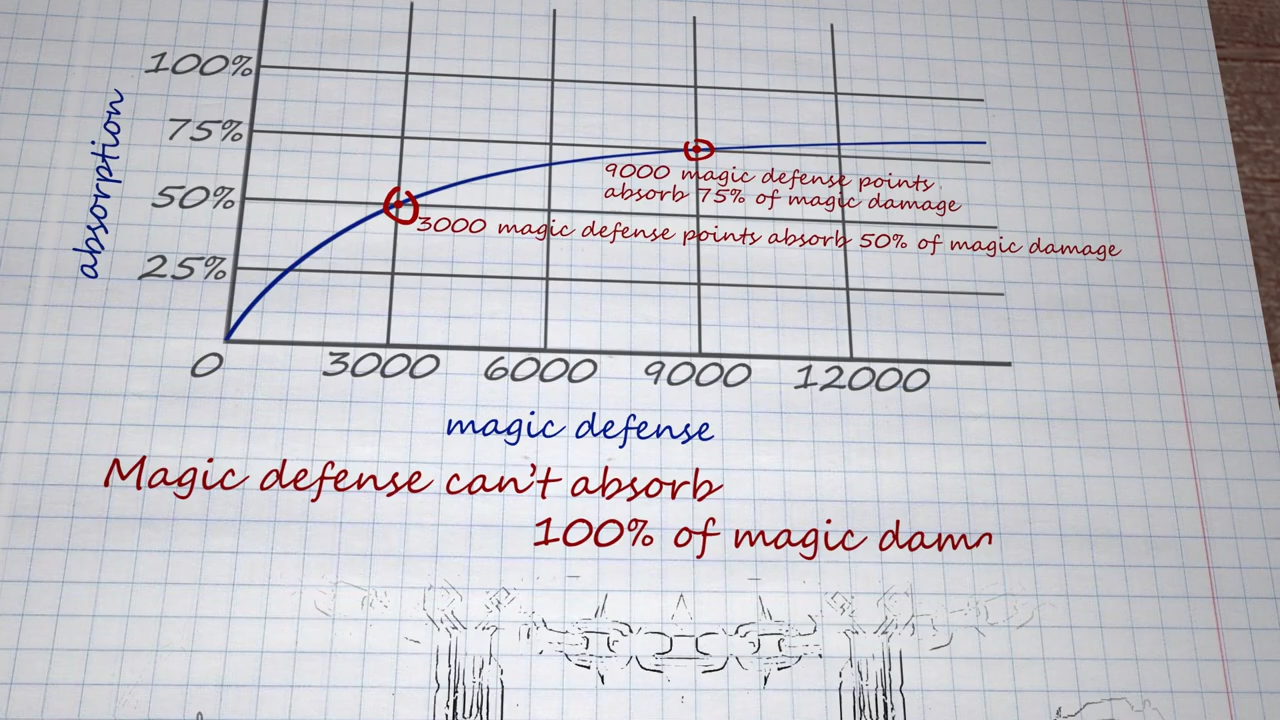 100%
75%
50%
25%
absorption
9000 magic defense points
absorb 75% of magic damage
3000 magic defense points absorb 50% of magic damage
0 3000 6000 9000 12000
magic defense
Magic defense can't absorb
100% of magic dam